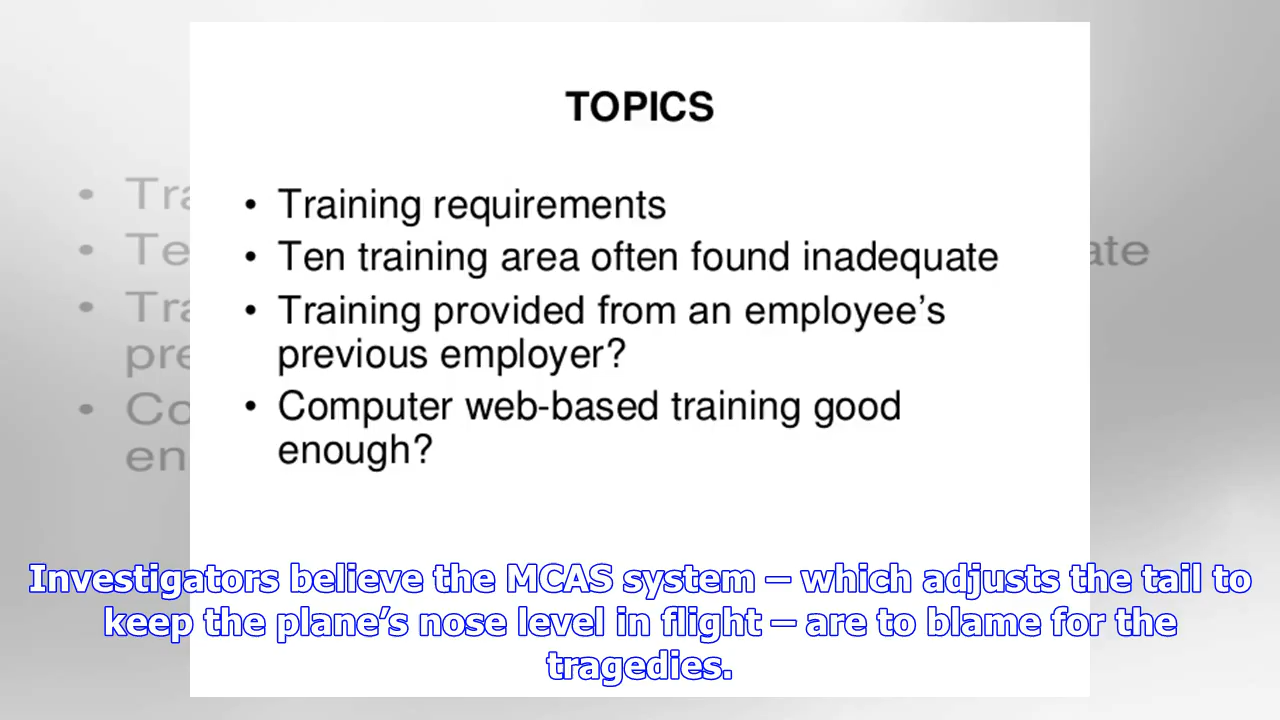 TOPICS
• Training requirements
• Ten training area often found inadequate
• Training provided from an employee’s
previous employer?
• Computer web-based training good
enough?
Investigators believe the MCAS system — which adjusts the tail to
keep the plane’s nose level in flight — are to blame for the
tragedies.